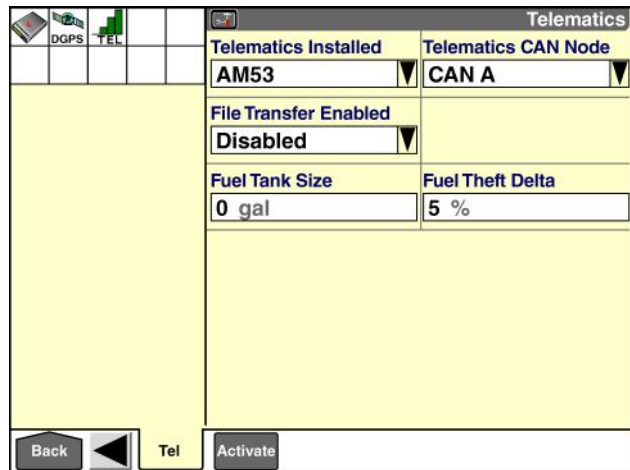 DGPS
TEL
Telematics
Telematics Installed
Telematics CAN Node
AM53
CAN A
File Transfer Enabled
Disabled
Fuel Tank Size
Fuel Theft Delta
0 gal
5 %
Back
Tel
Activate